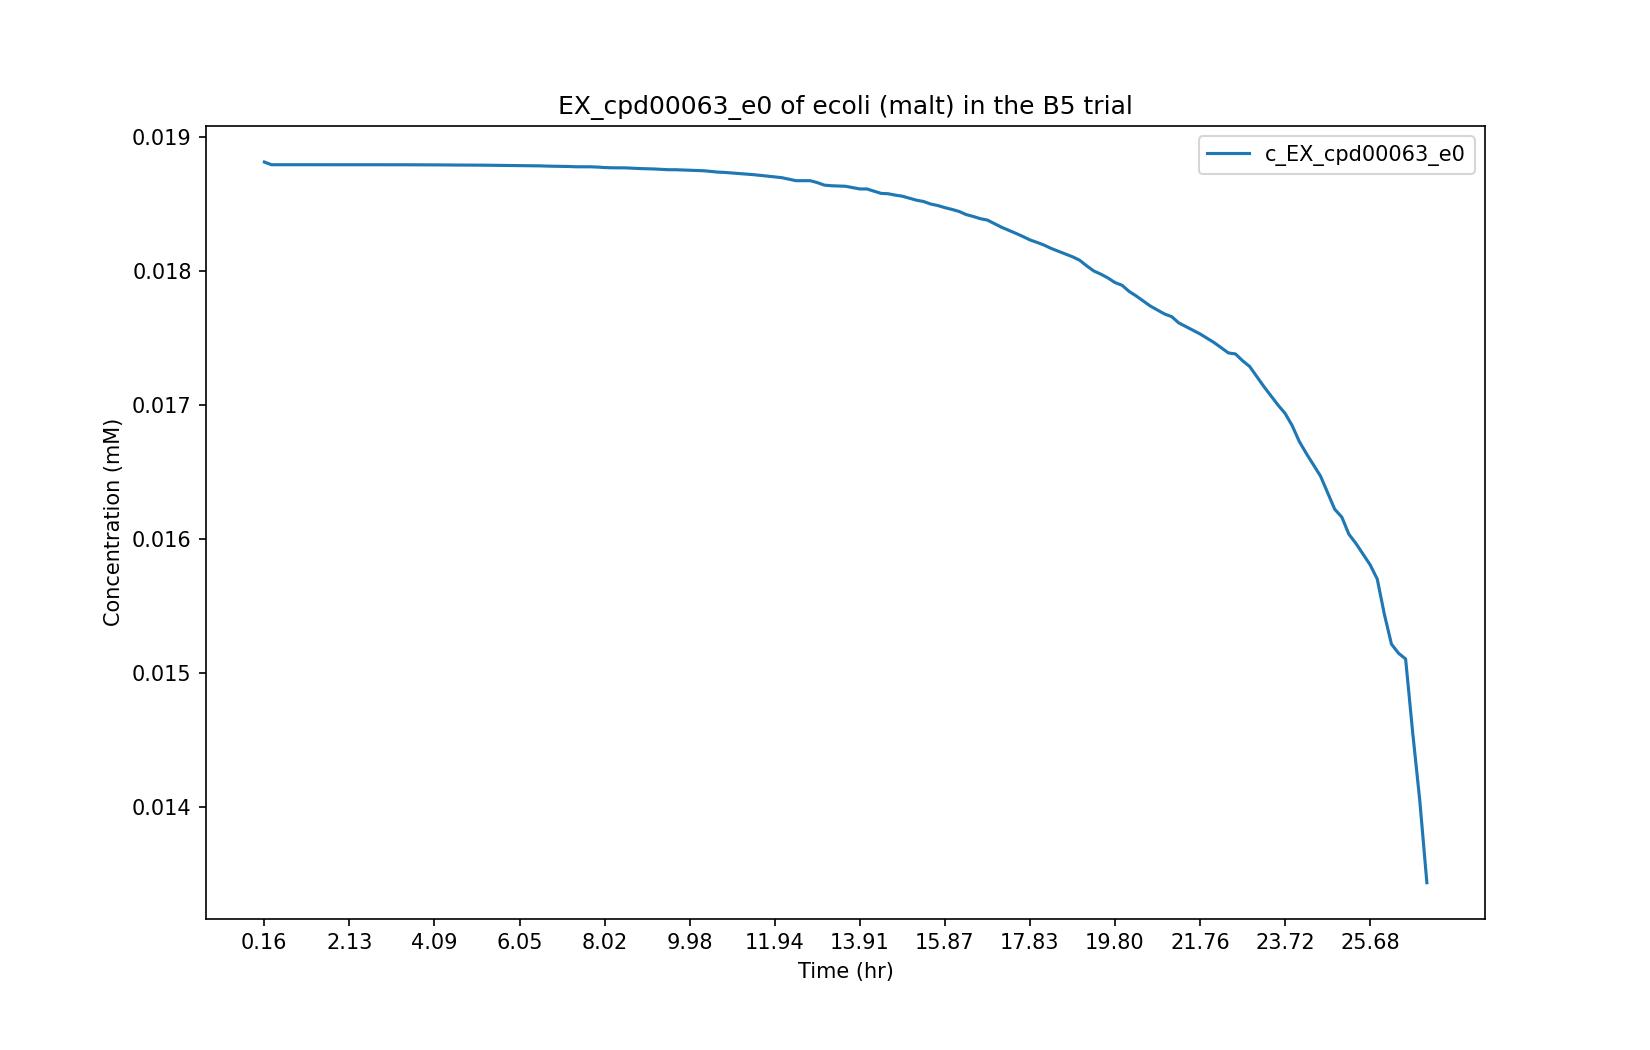 EX_cpd00063_e0 of ecoli (malt) in the B5 trial
c_EX_cpd00063_e0
Concentration (mM)
0.019
0.018
0.017
0.016
0.015
0.014
0.16 2.13 4.09 6.05 8.02 9.98 11.94 13.91 15.87 17.83 19.80 21.76 23.72 25.68
Time (hr)